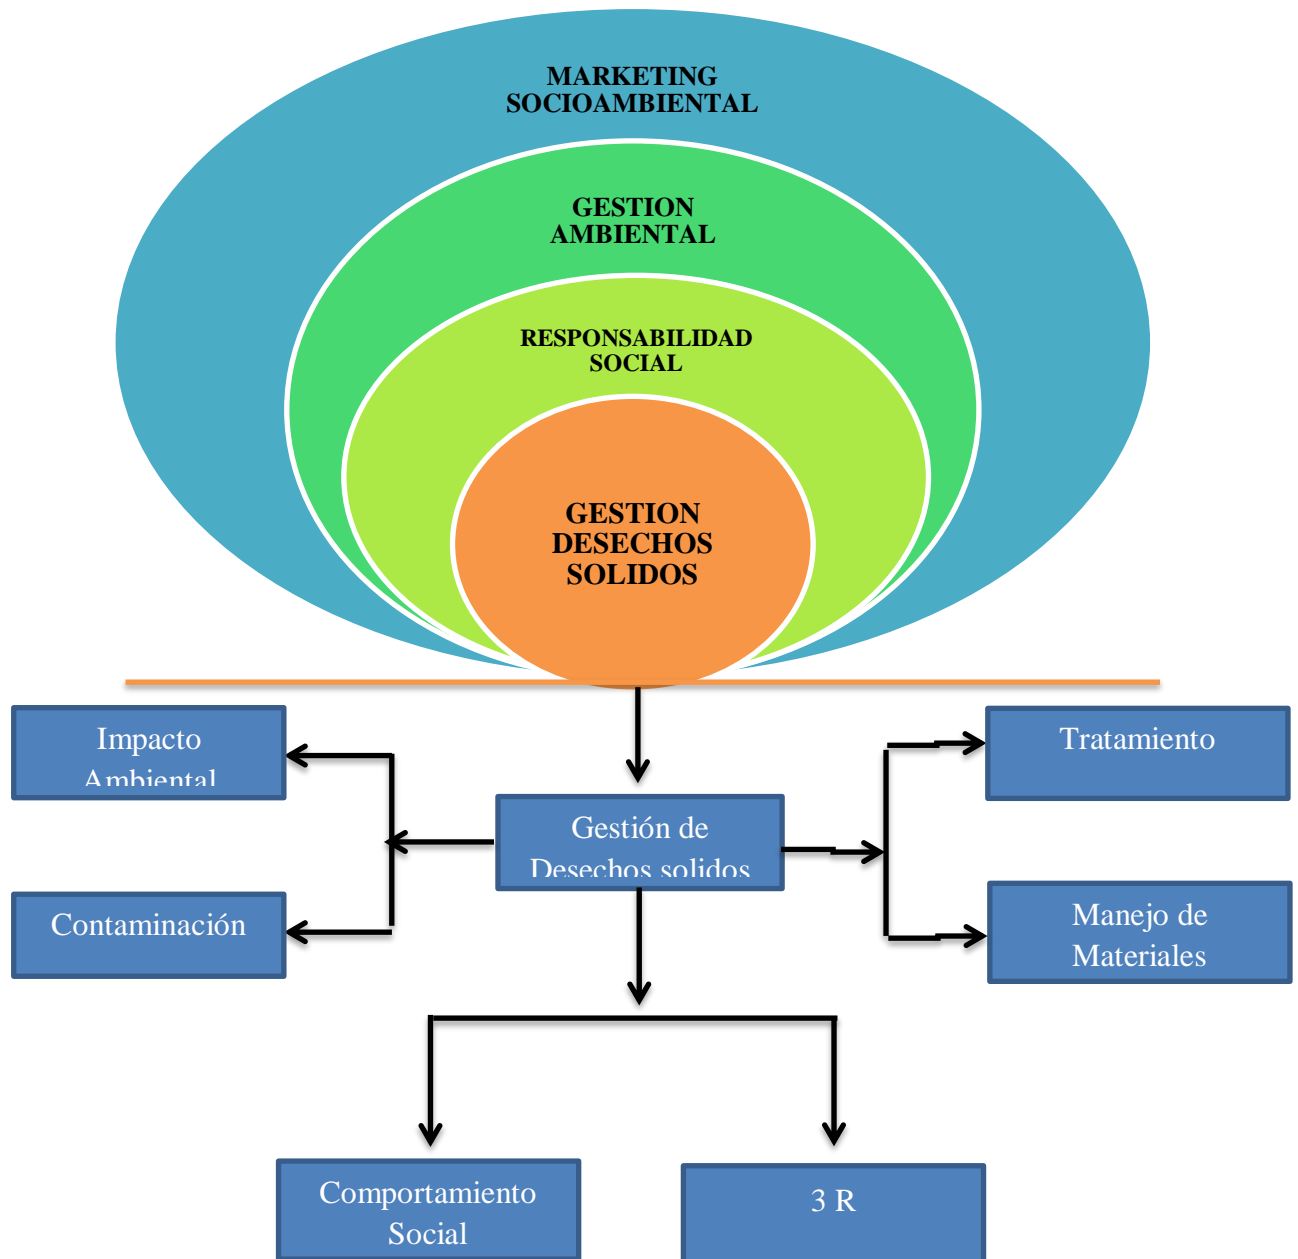 MARKETING
SOCIOAMBIENTAL
GESTION
AMBIENTAL
RESPONSABILIDAD
SOCIAL
GESTION
DESECHOS
SOLIDOS
Impacto
Ambiental
Tratamiento
Gestión de
Desechos solidos
Contaminación
Manejo de
Materiales
Comportamiento
Social
3 R